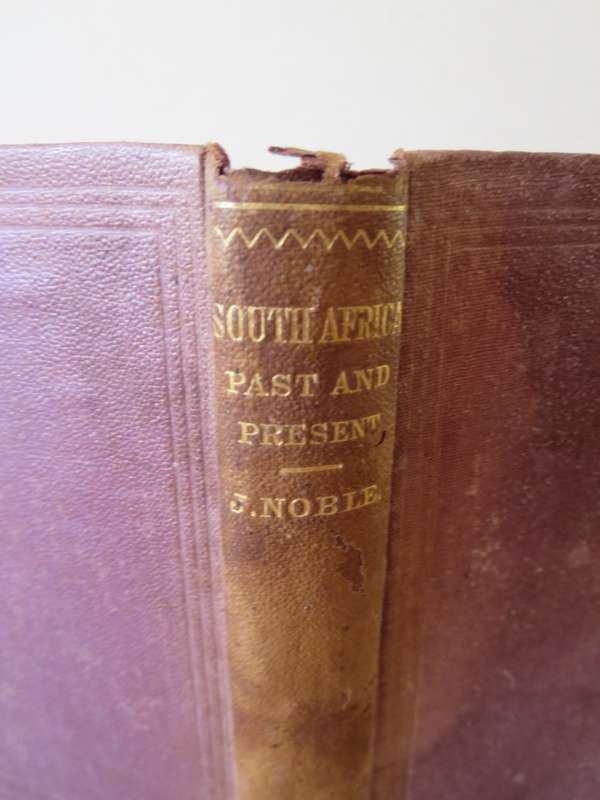 SOUTH AFRICA
PAST AND
PRESENT
J. NOBLE.